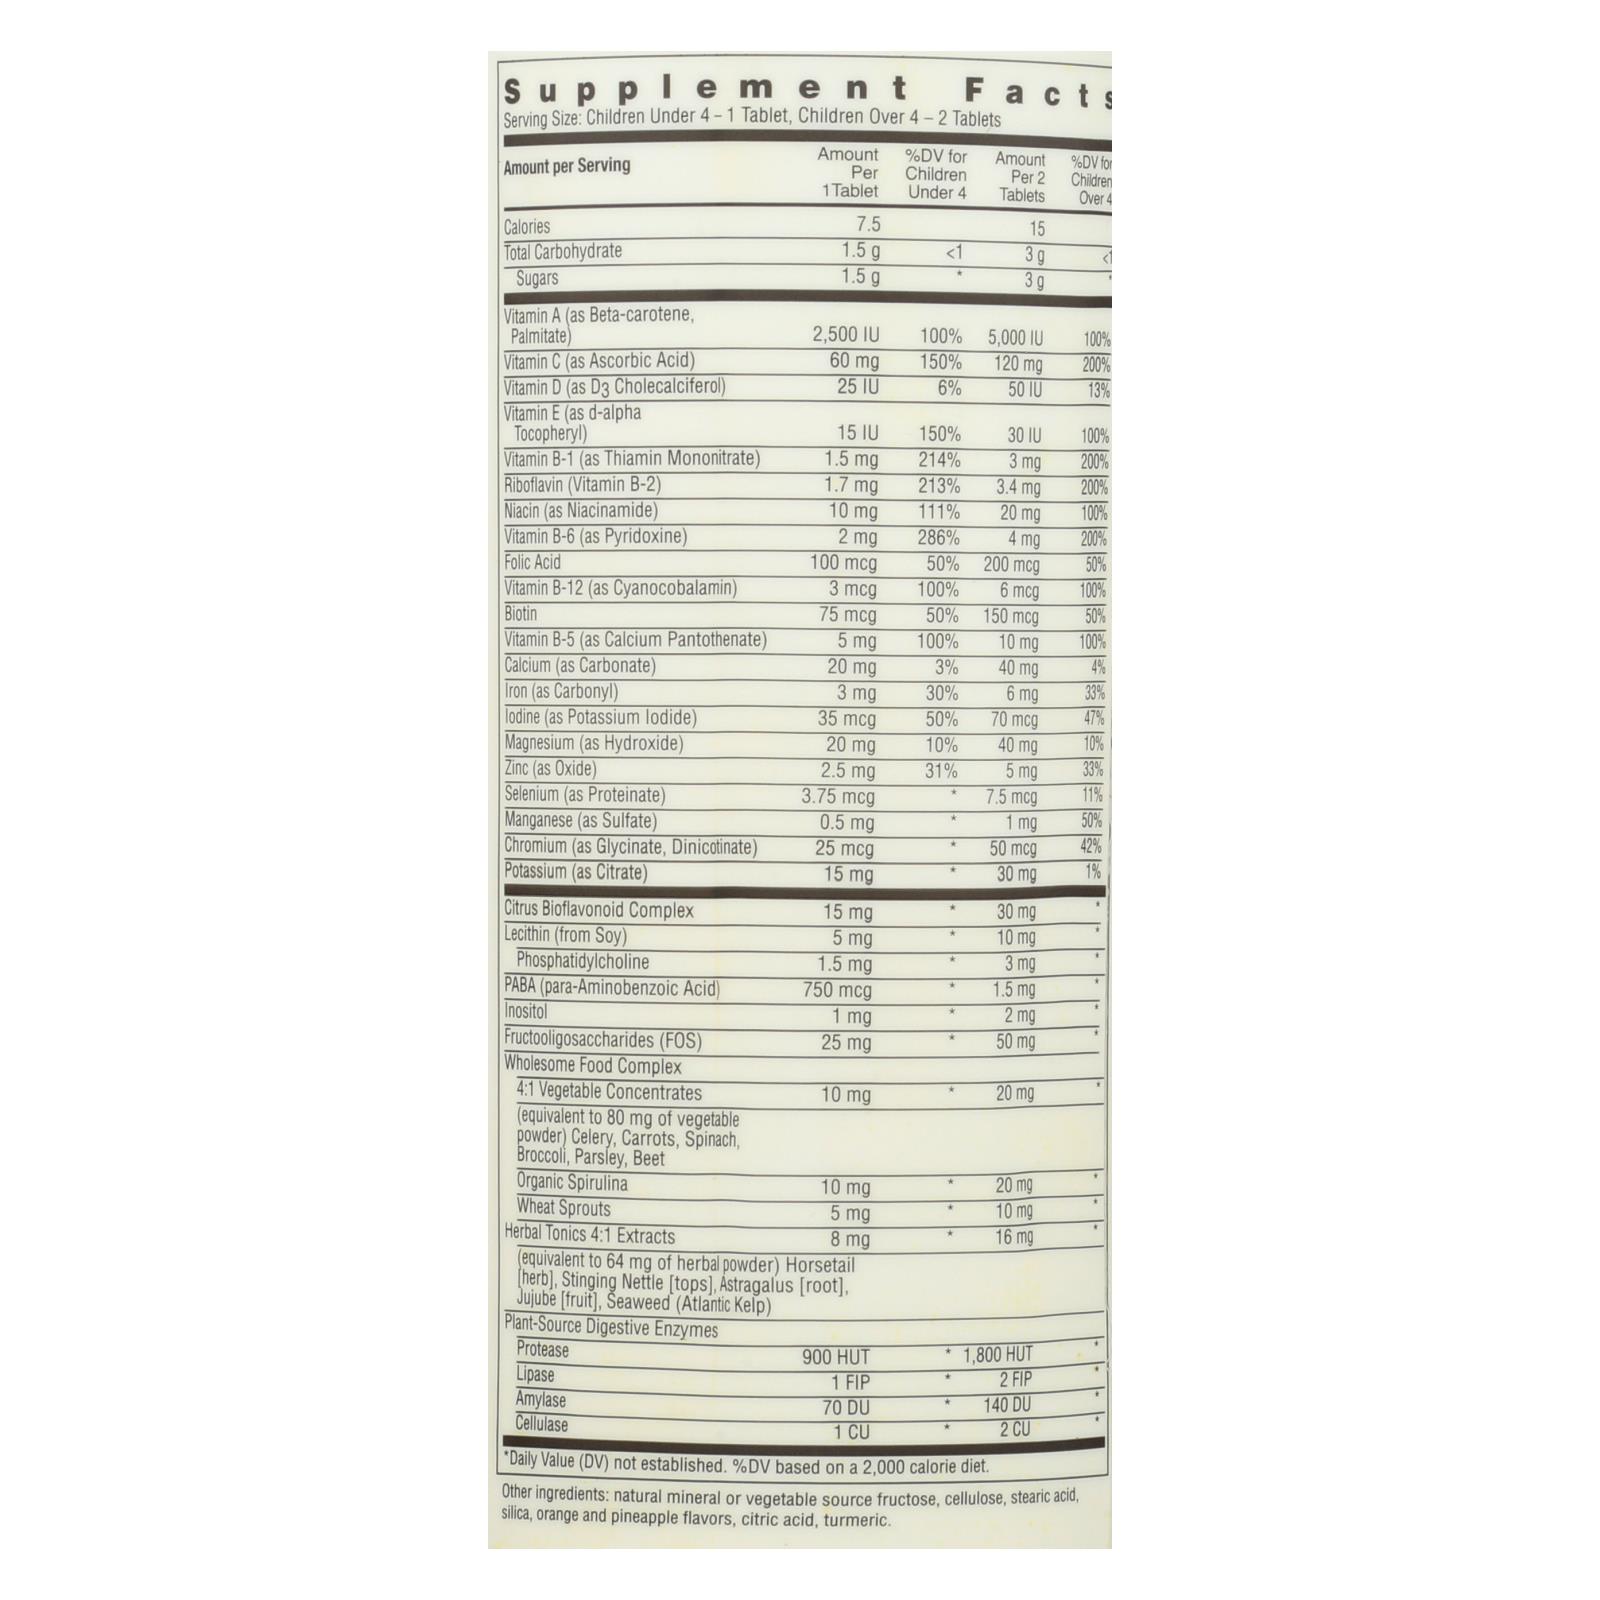 Supplement Facts
Serving Size: Children Under 4 – 1 Tablet, Children Over 4 – 2 Tablets
Amount per Serving Amount Per 1 Tablet %DV for Children Under 4 Amount Per 2 Tablets %DV for Children Over 4
Calories 7.5 15
Total Carbohydrate 1.5 g <1 3 g <1
Sugars 1.5 g * 3 g *
Vitamin A (as Beta-carotene,
Palmitate) 2,500 IU 100% 5,000 IU 100%
Vitamin C (as Ascorbic Acid) 60 mg 150% 120 mg 200%
Vitamin D (as D3 Cholecalciferol) 25 IU 6% 50 IU 13%
Vitamin E (as d-alpha
Tocopheryl) 15 IU 150% 30 IU 100%
Vitamin B-1 (as Thiamin Mononitrate) 1.5 mg 214% 3 mg 200%
Riboflavin (Vitamin B-2) 1.7 mg 213% 3.4 mg 200%
Niacin (as Niacinamide) 10 mg 111% 20 mg 100%
Vitamin B-6 (as Pyridoxine) 2 mg 286% 4 mg 200%
Folic Acid 100 mcg 50% 200 mcg 50%
Vitamin B-12 (as Cyanocobalamin) 3 mcg 100% 6 mcg 100%
Biotin 75 mcg 50% 150 mcg 50%
Vitamin B-5 (as Calcium Pantothenate) 5 mg 100% 10 mg 100%
Calcium (as Carbonate) 20 mg 3% 40 mg 4%
Iron (as Carbonyl) 3 mg 30% 6 mg 33%
Iodine (as Potassium Iodide) 35 mcg 50% 70 mcg 47%
Magnesium (as Hydroxide) 20 mg 10% 40 mg 10%
Zinc (as Oxide) 2.5 mg 31% 5 mg 33%
Selenium (as Proteinate) 3.75 mcg * 7.5 mcg 11%
Manganese (as Sulfate) 0.5 mg * 1 mg 50%
Chromium (as Glycinate, Dinicotinate) 25 mcg * 50 mcg 42%
Potassium (as Citrate) 15 mg * 30 mg 1%
Citrus Bioflavonoid Complex 15 mg * 30 mg *
Lecithin (from Soy) 5 mg * 10 mg *
Phosphatidylcholine 1.5 mg * 3 mg *
PABA (para-Aminobenzoic Acid) 750 mcg * 1.5 mg *
Inositol 1 mg * 2 mg *
Fructooligosaccharides (FOS) 25 mg * 50 mg *
Wholesome Food Complex
4:1 Vegetable Concentrates 10 mg * 20 mg *
(equivalent to 80 mg of vegetable
powder) Celery, Carrots, Spinach,
Broccoli, Parsley, Beet
Organic Spirulina 10 mg * 20 mg *
Wheat Sprouts 5 mg * 10 mg *
Herbal Tonics 4:1 Extracts 8 mg * 16 mg *
(equivalent to 64 mg of herbal powder) Horsetail
[herb], Stinging Nettle [tops], Astragalus [root],
Jujube [fruit], Seaweed (Atlantic Kelp)
Plant-Source Digestive Enzymes
Protease 900 HUT * 1,800 HUT *
Lipase 1 FIP * 2 FIP *
Amylase 70 DU * 140 DU *
Cellulase 1 CU * 2 CU *
*Daily Value (DV) not established. %DV based on a 2,000 calorie diet.
Other ingredients: natural mineral or vegetable source fructose, cellulose, stearic acid,
silica, orange and pineapple flavors, citric acid, turmeric.